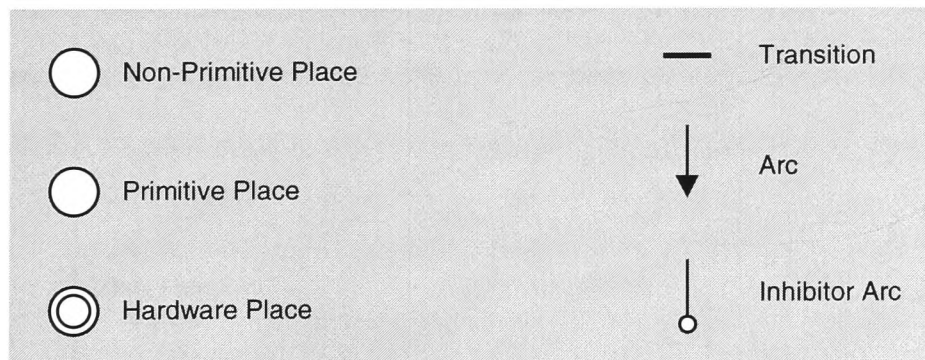 Non-Primitive Place
Primitive Place
Hardware Place
Transition
Arc
Inhibitor Arc